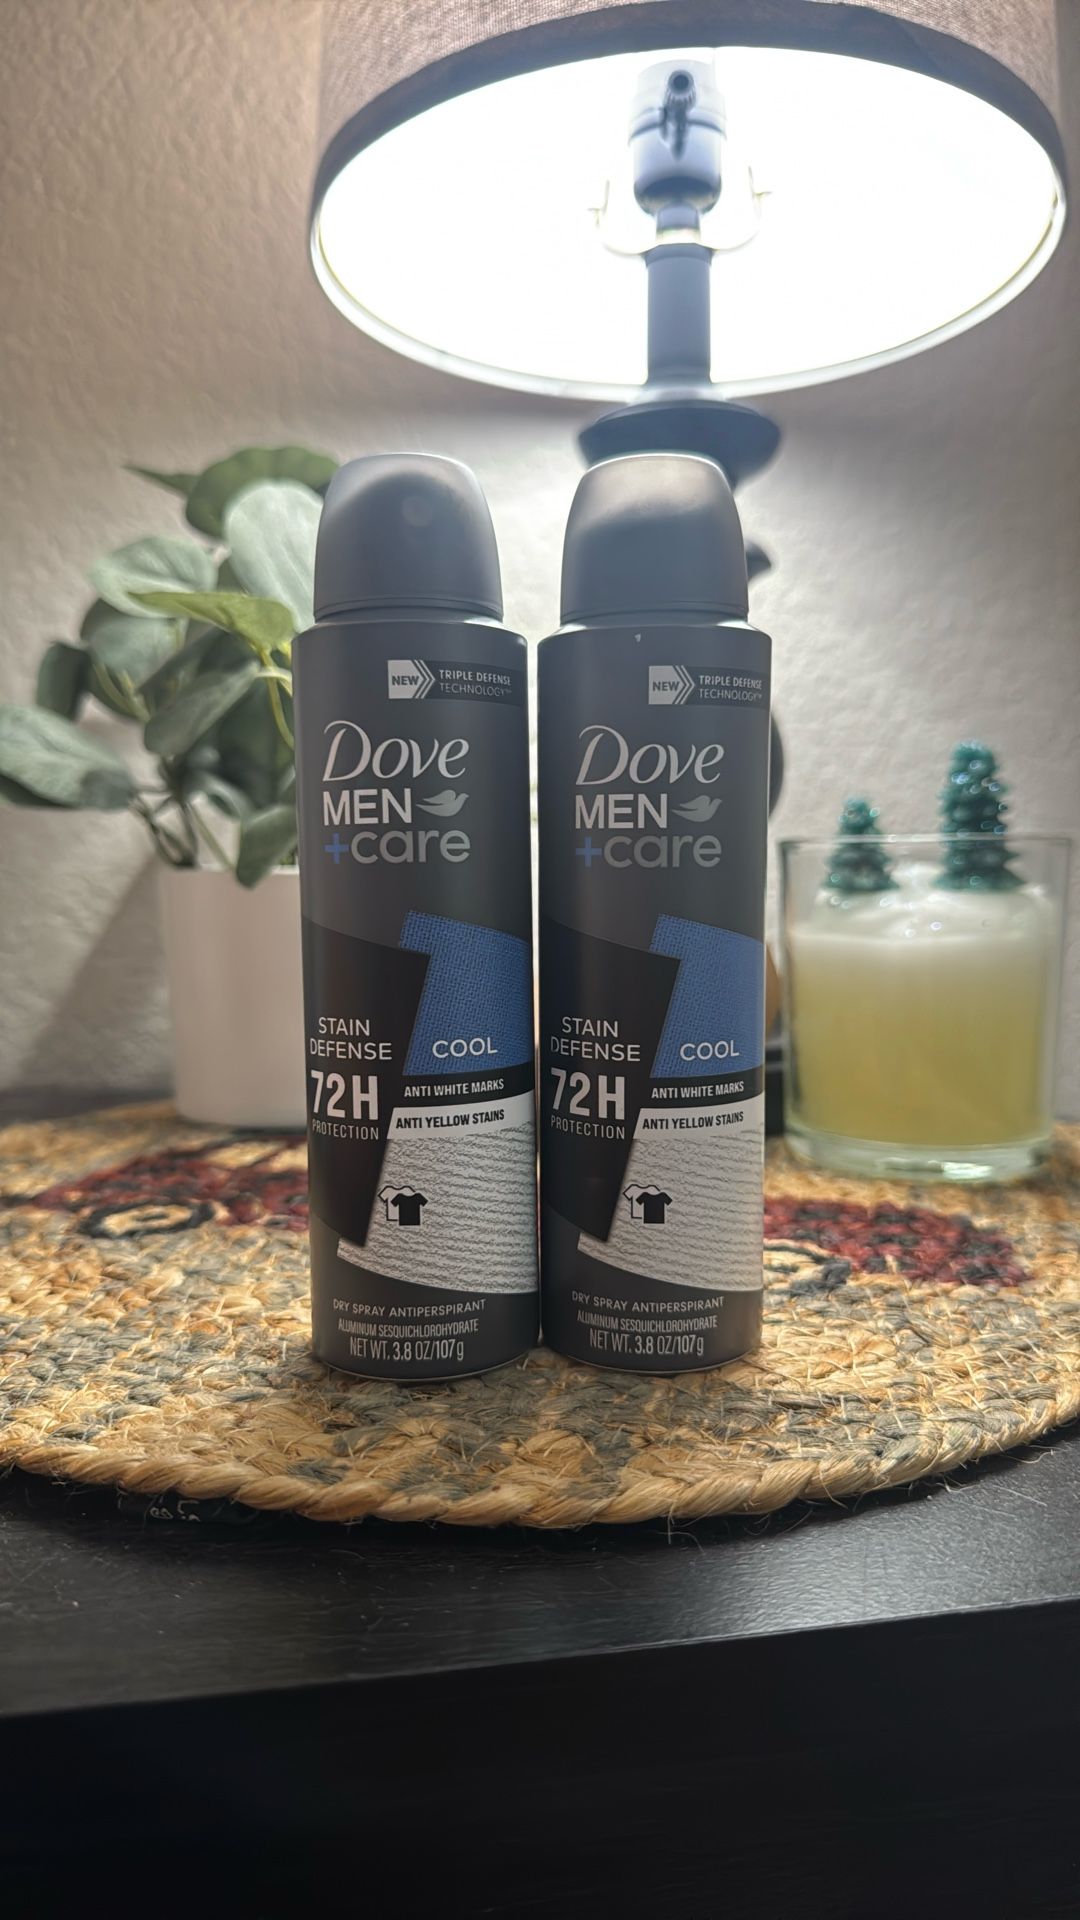 NEW TRIPLE DEFENSE
TECHNOLOGY™
Dove
MEN
+care
STAIN
DEFENSE
COOL
72H
PROTECTION
ANTI WHITE MARKS
ANTI YELLOW STAINS
DRY SPRAY ANTIPERSPIRANT
ALUMINUM SESQUICHLOROHYDRATE
NET WT. 3.8 OZ/107g
NEW TRIPLE DEFENSE
TECHNOLOGY™
Dove
MEN
+care
STAIN
DEFENSE
COOL
72H
PROTECTION
ANTI WHITE MARKS
ANTI YELLOW STAINS
DRY SPRAY ANTIPERSPIRANT
ALUMINUM SESQUICHLOROHYDRATE
NET WT. 3.8 OZ/107g